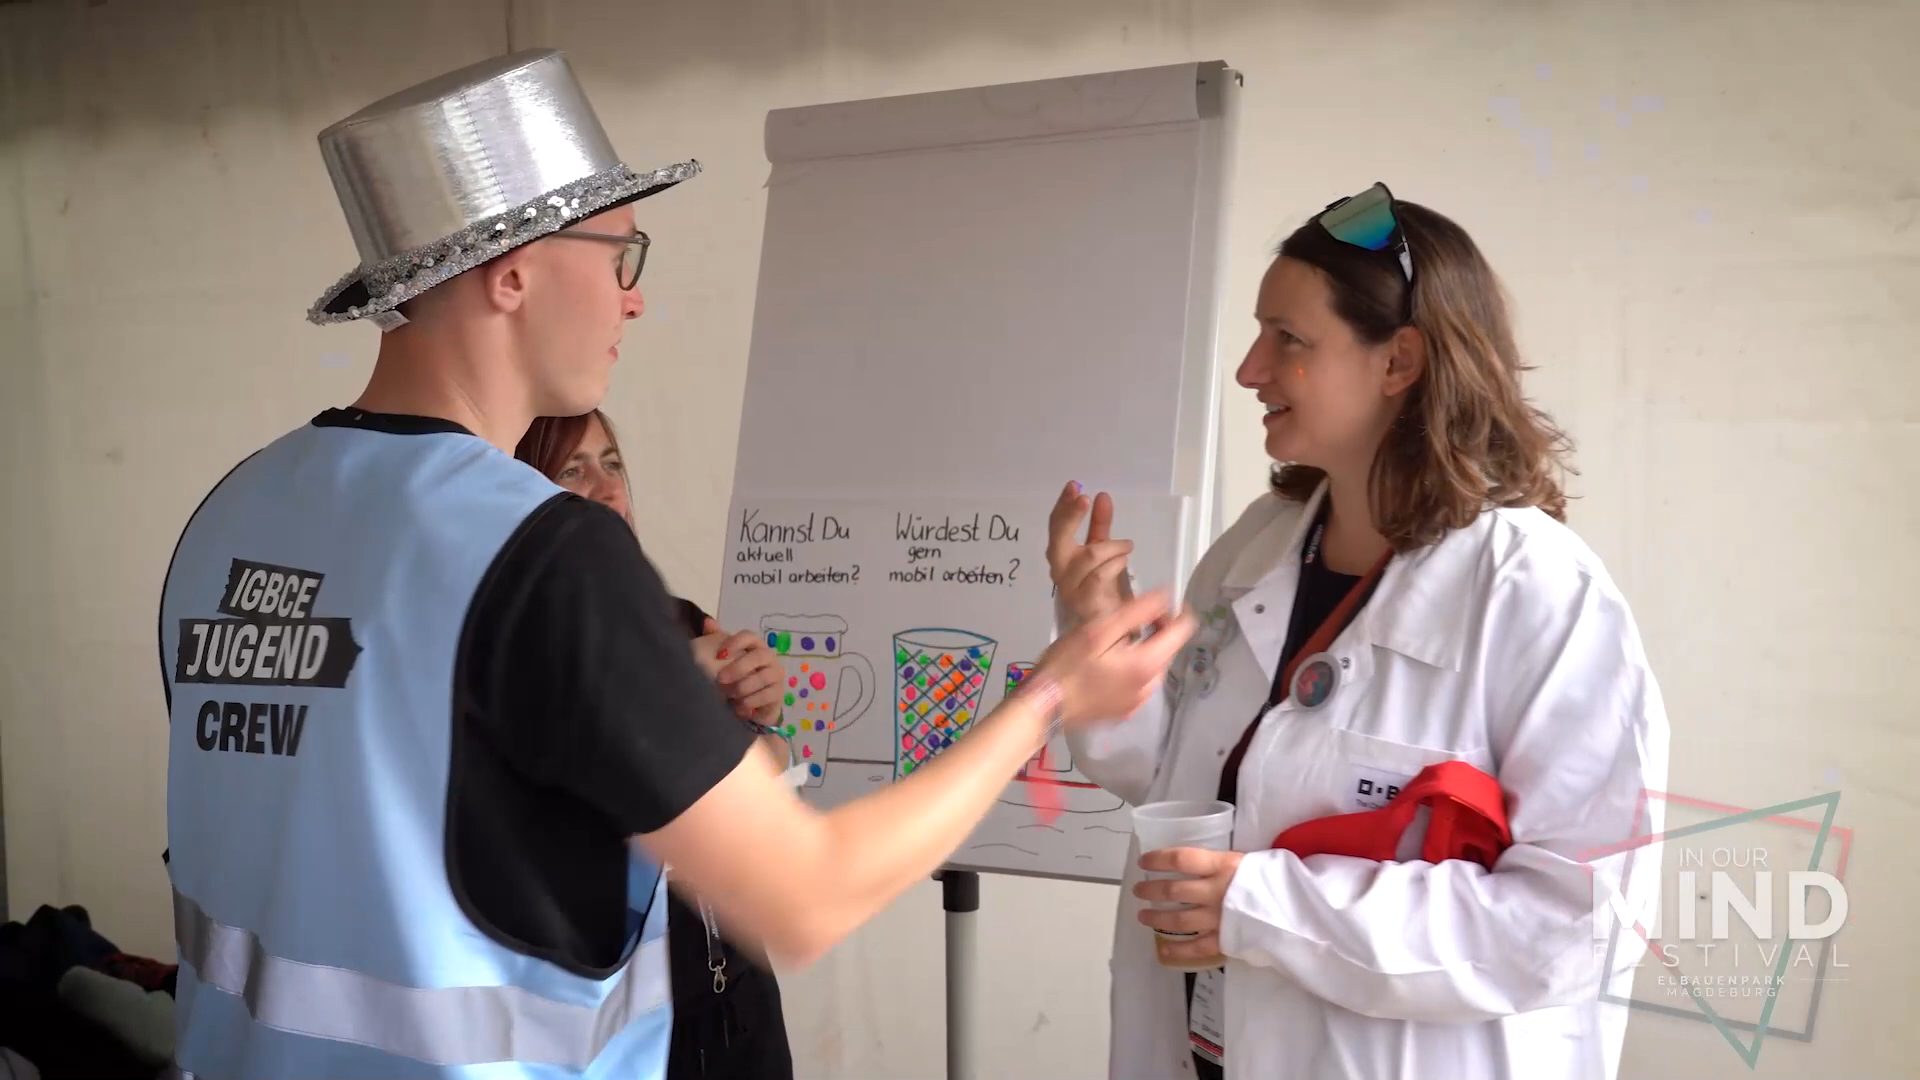 IGBCE
JUGEND
CREW
Kannst Du
aktuell
mobil arbeiten?
Würdest Du
gern
mobil arbeiten?
IN OUR
MIND
FESTIVAL
ELBAUENPARK
MAGDEBURG